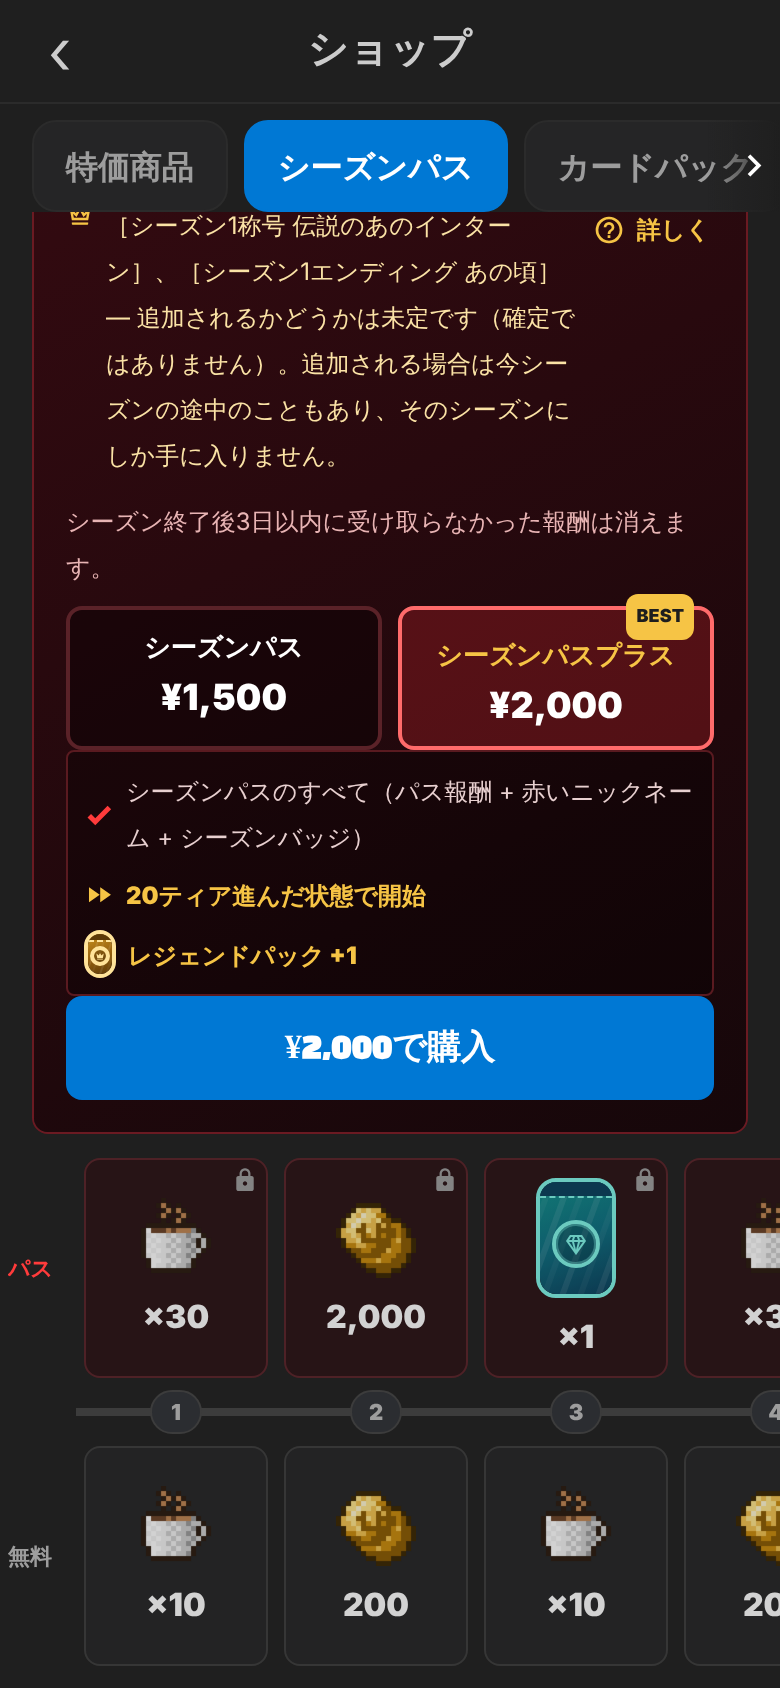 ショップ
特価商品
シーズンパス
カードパック
［シーズン1称号 伝説のあのインター
ン］、［シーズン1エンディング あの頃］
— 追加されるかどうかは未定です（確定で
はありません）。追加される場合は今シー
ズンの途中のこともあり、そのシーズンに
しか手に入りません。
詳しく
シーズン終了後3日以内に受け取らなかった報酬は消えま
す。
シーズンパス
¥1,500
BEST
シーズンパスプラス
¥2,000
シーズンパスのすべて（パス報酬 + 赤いニックネー
ム + シーズンバッジ）
20ティア進んだ状態で開始
レジェンドパック +1
¥2,000で購入
パス
×30
2,000
×1
×3
1
2
3
4
無料
×10
200
×10
20